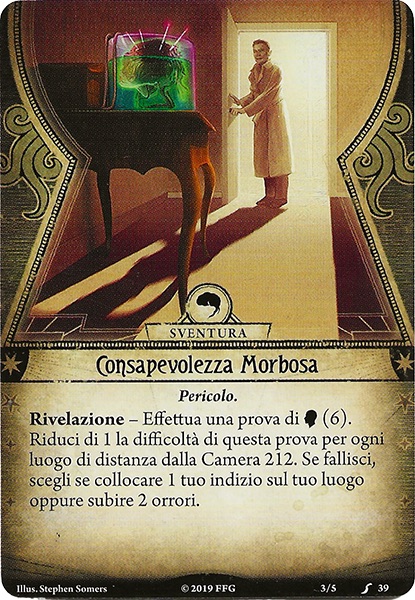 SVENTURA
Consapevolezza Morbosa
Pericolo.
Rivelazione – Effettua una prova di (6).
Riduci di 1 la difficoltà di questa prova per ogni
luogo di distanza dalla Camera 212. Se fallisci,
scegli se collocare 1 tuo indizio sul tuo luogo
oppure subire 2 orrori.
Illus. Stephen Somers © 2019 FFG 3/5 39